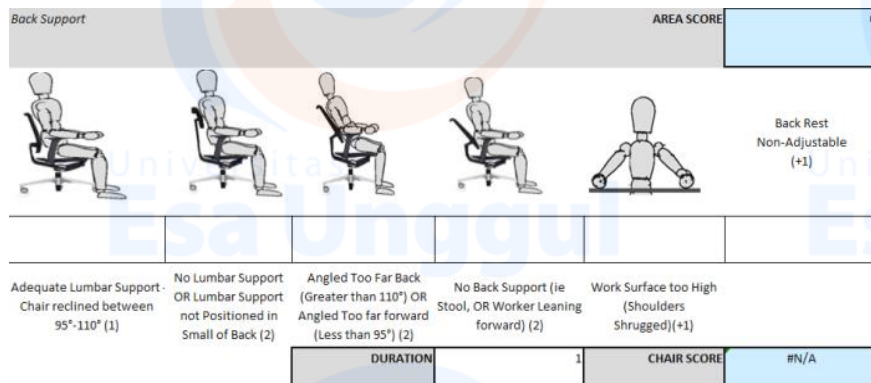 Back Support AREA SCORE
Back Rest
Non-Adjustable
(+1)
Universitas
Esa Unggul
Adequate Lumbar Support -
Chair reclined between
95°-110° (1)
No Lumbar Support
OR Lumbar Support
not Positioned in
Small of Back (2)
Angled Too Far Back
(Greater than 110°) OR
Angled Too far forward
(Less than 95°) (2)
No Back Support (ie
Stool, OR Worker Leaning
forward) (2)
Work Surface too High
(Shoulders
Shrugged)(+1)
DURATION 1 CHAIR SCORE #N/A